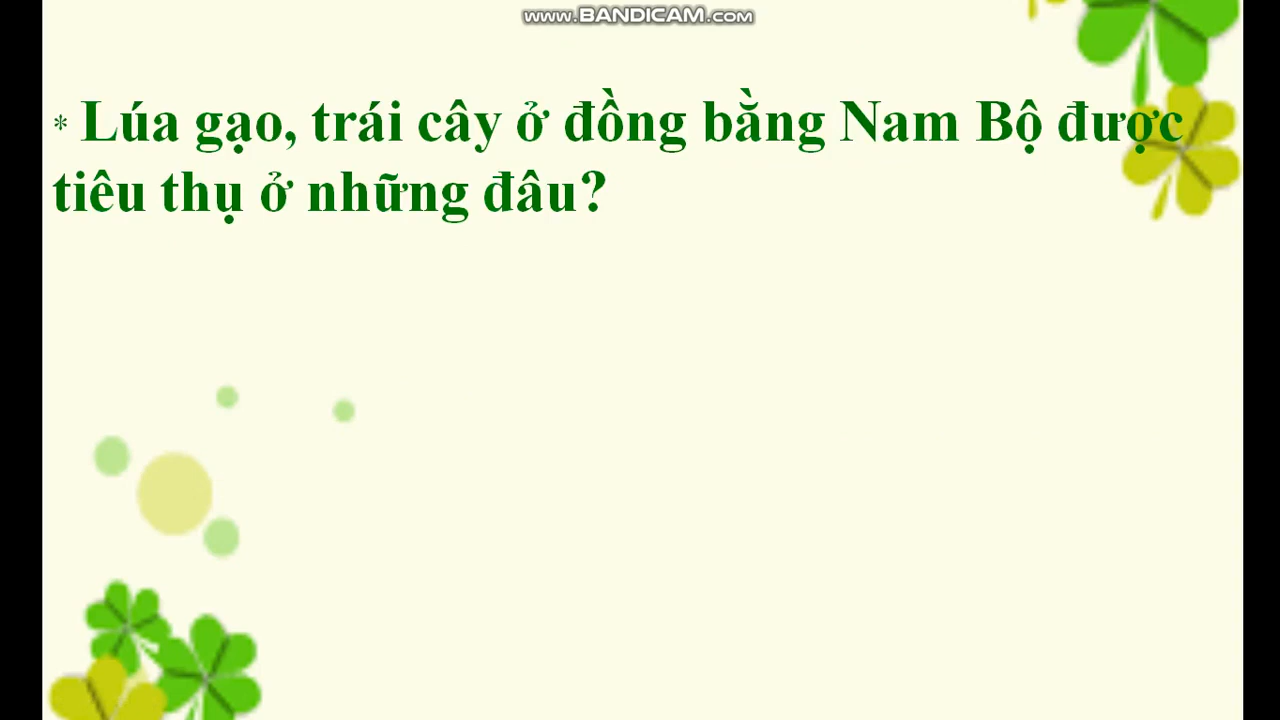 www.BANDICAM.com
* Lúa gạo, trái cây ở đồng bằng Nam Bộ được
tiêu thụ ở những đâu?